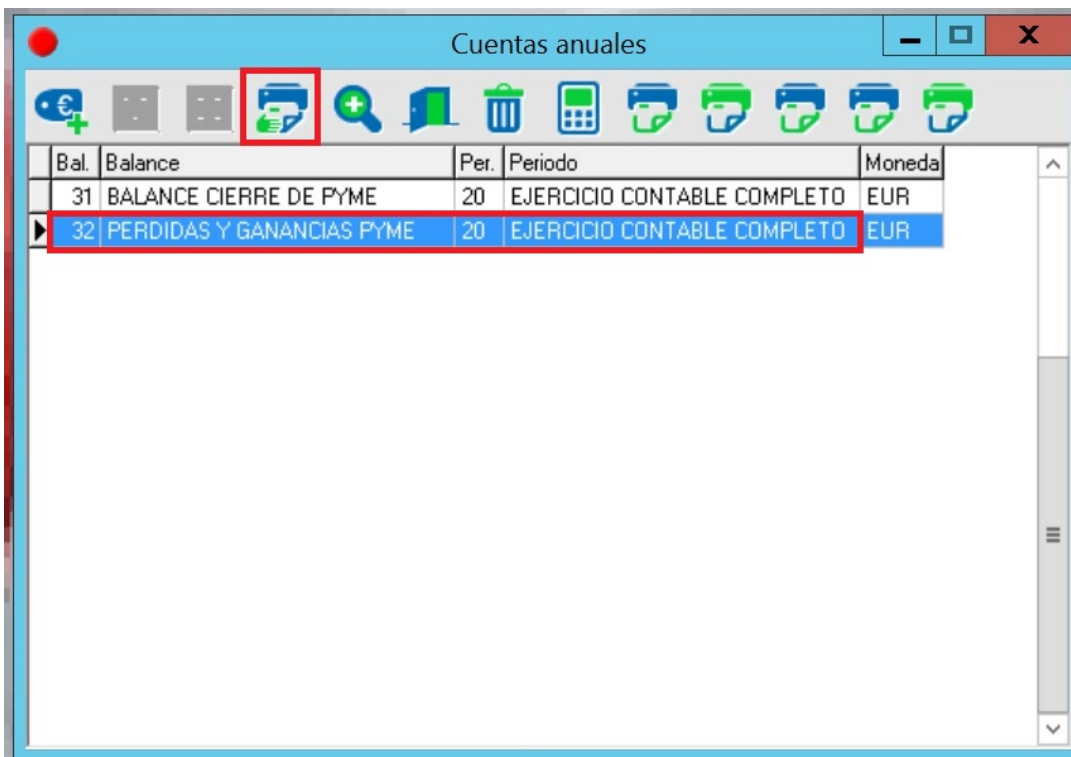 Cuentas anuales
Bal. Balance Per. Periodo Moneda
31 BALANCE CIERRE DE PYME 20 EJERCICIO CONTABLE COMPLETO EUR
32 PERDIDAS Y GANANCIAS PYME 20 EJERCICIO CONTABLE COMPLETO EUR